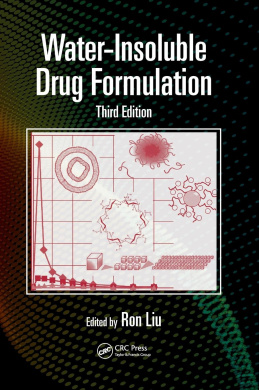 Water-Insoluble
Drug Formulation
Third Edition
Edited by Ron Liu
CRC Press
Taylor & Francis Group